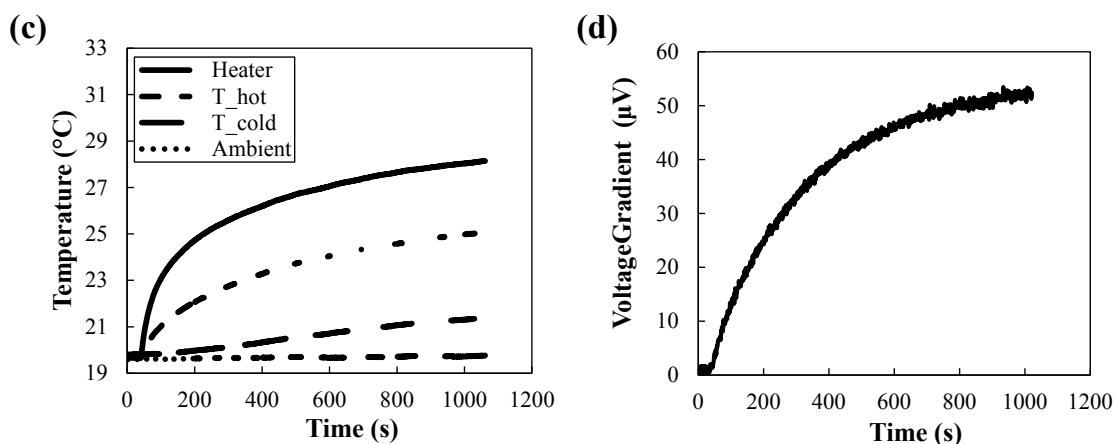 (c)
33
31
29
27
25
23
21
19
Temperature (°C)
Heater
T_hot
T_cold
Ambient
0 200 400 600 800 1000 1200
Time (s)
(d)
60
50
40
30
20
10
0
VoltageGradient (µV)
0 200 400 600 800 1000 1200
Time (s)